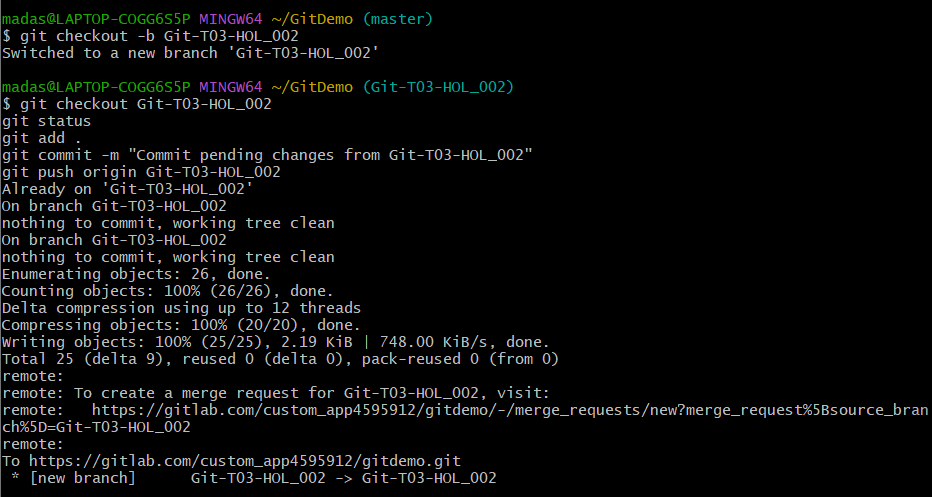 madas@LAPTOP-COGG6S5P MINGW64 ~/GitDemo (master)
$ git checkout -b Git-T03-HOL_002
Switched to a new branch 'Git-T03-HOL_002'
madas@LAPTOP-COGG6S5P MINGW64 ~/GitDemo (Git-T03-HOL_002)
$ git checkout Git-T03-HOL_002
git status
git add .
git commit -m "Commit pending changes from Git-T03-HOL_002"
git push origin Git-T03-HOL_002
Already on 'Git-T03-HOL_002'
On branch Git-T03-HOL_002
nothing to commit, working tree clean
On branch Git-T03-HOL_002
nothing to commit, working tree clean
Enumerating objects: 26, done.
Counting objects: 100% (26/26), done.
Delta compression using up to 12 threads
Compressing objects: 100% (20/20), done.
Writing objects: 100% (25/25), 2.19 KiB | 748.00 KiB/s, done.
Total 25 (delta 9), reused 0 (delta 0), pack-reused 0 (from 0)
remote:
remote: To create a merge request for Git-T03-HOL_002, visit:
remote:   https://gitlab.com/custom_app4595912/gitdemo/-/merge_requests/new?merge_request%5Bsource_bran
ch%5D=Git-T03-HOL_002
remote:
To https://gitlab.com/custom_app4595912/gitdemo.git
 * [new branch]      Git-T03-HOL_002 -> Git-T03-HOL_002